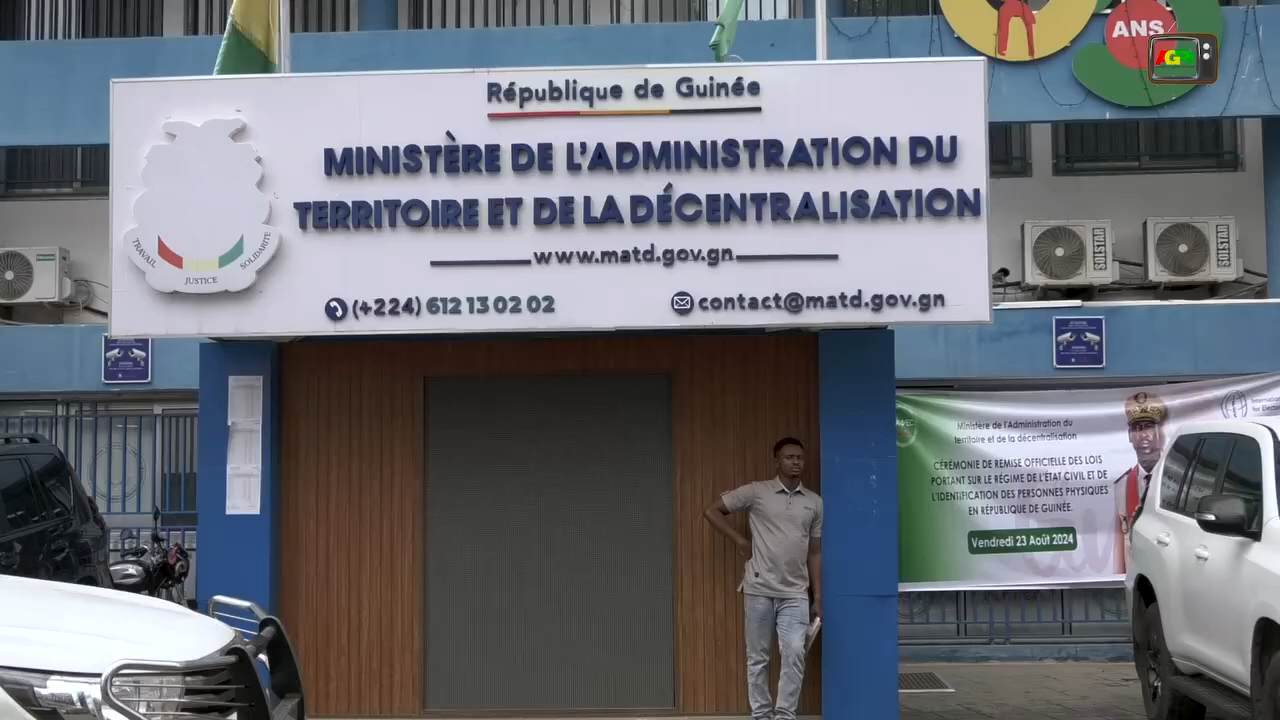 ANS
République de Guinée
MINISTÈRE DE L'ADMINISTRATION DU
TERRITOIRE ET DE LA DÉCENTRALISATION
www.matd.gov.gn
(+224) 612 13 02 02
contact@matd.gov.gn
TRAVAIL
JUSTICE
SOLIDARITÉ
SOLSTAR
SOLSTAR
Ministère de l'Administration du
territoire et de la décentralisation
CÉRÉMONIE DE REMISE OFFICIELLE DES LOIS
PORTANT SUR LE RÉGIME DE L'ÉTAT CIVIL ET DE
L'IDENTIFICATION DES PERSONNES PHYSIQUES
EN RÉPUBLIQUE DE GUINÉE.
Vendredi 23 Août 2024